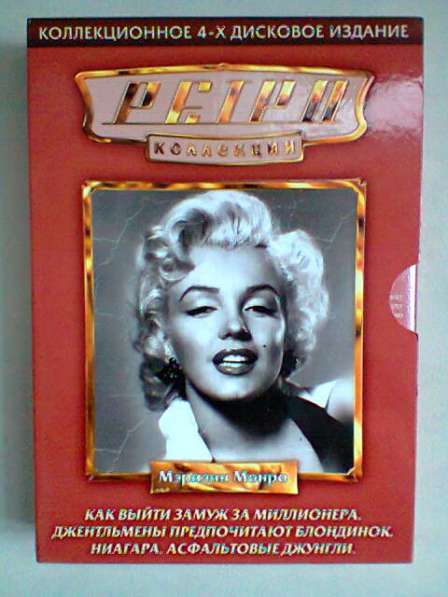 КОЛЛЕКЦИОННОЕ 4-Х ДИСКОВОЕ ИЗДАНИЕ
РЕТРО
КОЛЛЕКЦИЯ
Мэрилин Монро
КАК ВЫЙТИ ЗАМУЖ ЗА МИЛЛИОНЕРА.
ДЖЕНТЛЬМЕНЫ ПРЕДПОЧИТАЮТ БЛОНДИНОК.
НИАГАРА. АСФАЛЬТОВЫЕ ДЖУНГЛИ.